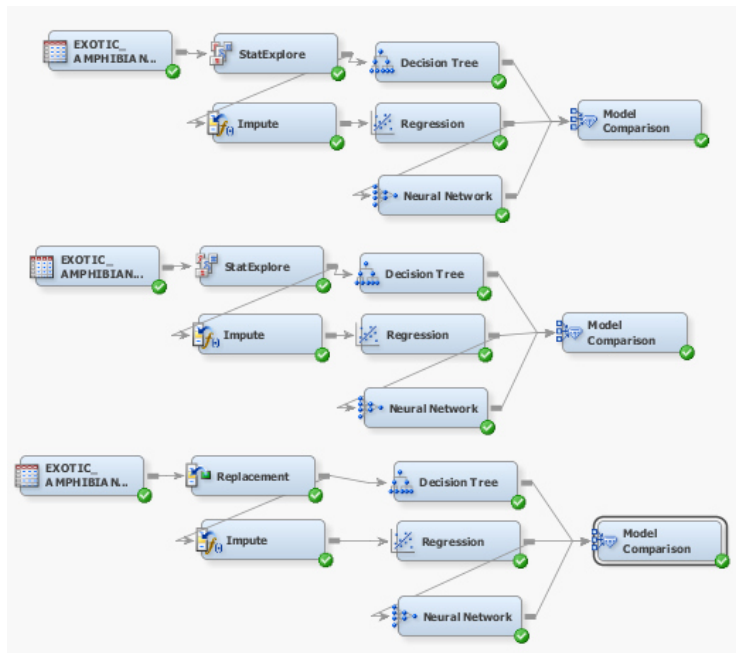 EXOTIC_
AMPHIBIAN...
StatExplore
Decision Tree
Impute
Regression
Model
Comparison
Neural Network
EXOTIC_
AMPHIBIAN...
StatExplore
Decision Tree
Impute
Regression
Model
Comparison
Neural Network
EXOTIC_
AMPHIBIAN...
Replacement
Decision Tree
Impute
Regression
Model
Comparison
Neural Network